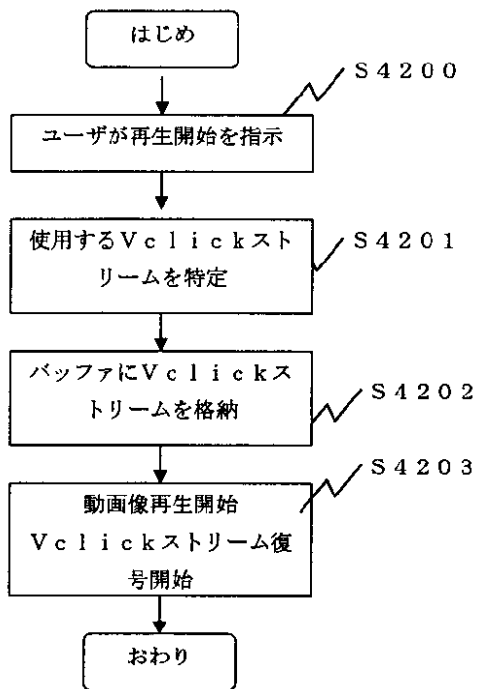 はじめ
S4200
ユーザが再生開始を指示
使用するVclickスト
リームを特定
S4201
バッファにVclickス
トリームを格納
S4202
S4203
動画像再生開始
Vclickストリーム復
号開始
おわり